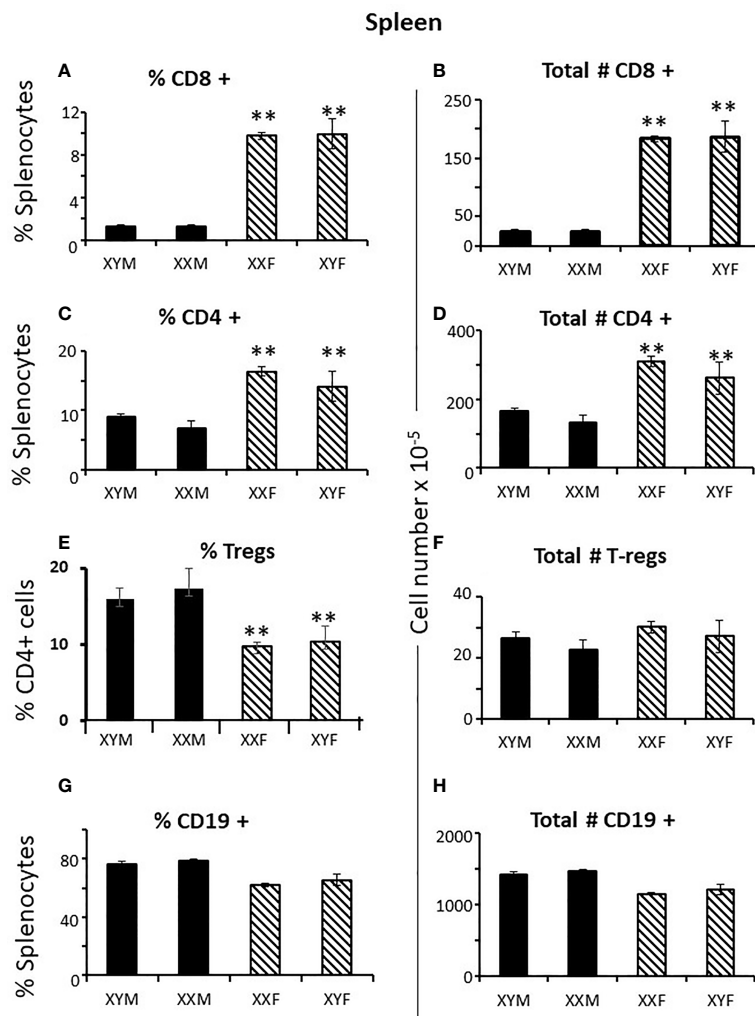 Spleen
A
% CD8 +
% Splenocytes
12
8
4
0
**
**
XYM
XXM
XXF
XYF
B
Total # CD8 +
250
150
50
0
**
**
XYM
XXM
XXF
XYF
C
% CD4 +
% Splenocytes
20
10
0
**
**
XYM
XXM
XXF
XYF
D
Total # CD4 +
400
200
0
**
**
XYM
XXM
XXF
XYF
Cell number x 10-5
E
% Tregs
% CD4+ cells
20
10
0
**
**
XYM
XXM
XXF
XYF
F
Total # T-regs
40
20
0
XYM
XXM
XXF
XYF
G
% CD19 +
% Splenocytes
80
60
0
XYM
XXM
XXF
XYF
H
Total # CD19 +
2000
1000
0
XYM
XXM
XXF
XYF